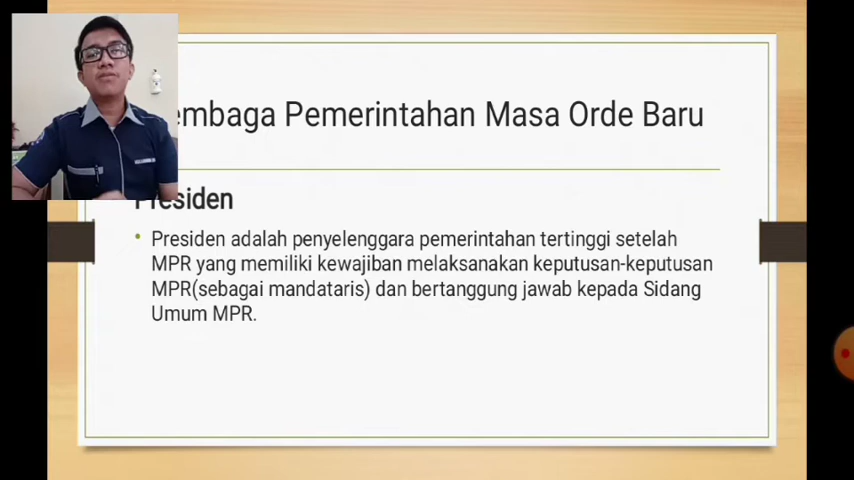 embaga Pemerintahan Masa Orde Baru
Presiden
• Presiden adalah penyelenggara pemerintahan tertinggi setelah
MPR yang memiliki kewajiban melaksanakan keputusan-keputusan
MPR(sebagai mandataris) dan bertanggung jawab kepada Sidang
Umum MPR.